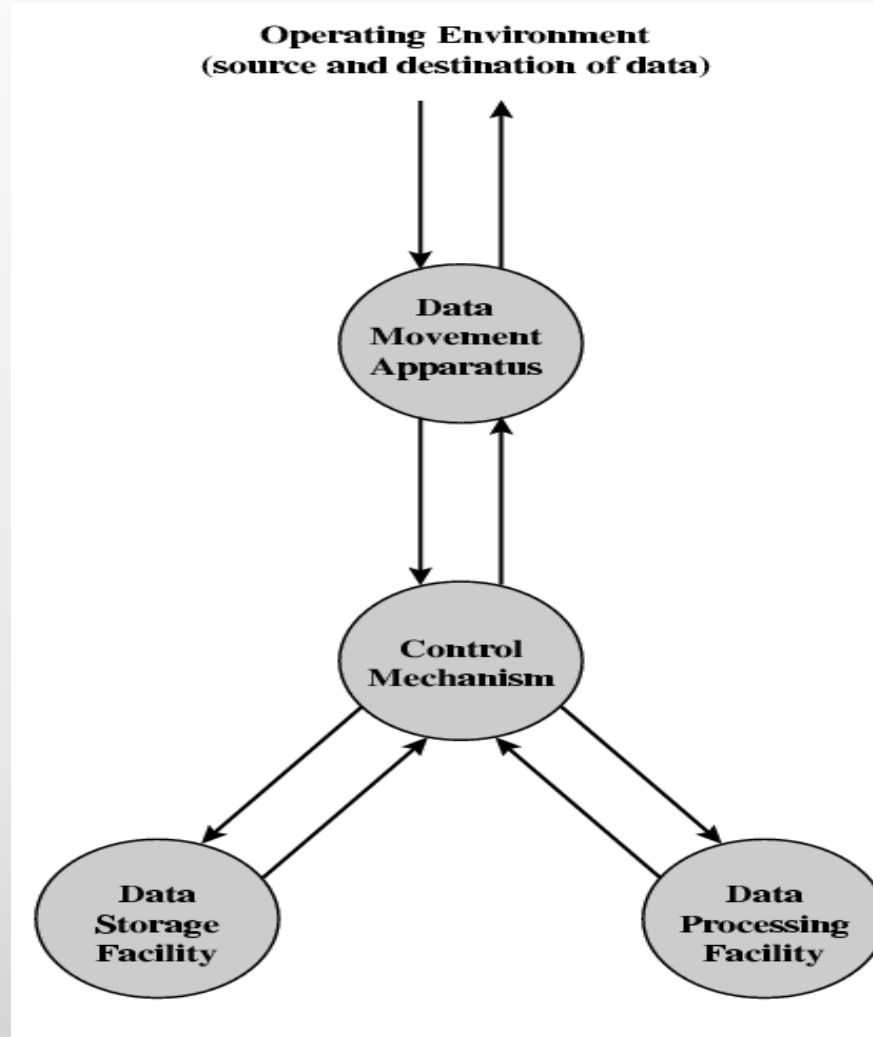 Operating Environment
(source and destination of data)
Data
Movement
Apparatus
Control
Mechanism
Data
Storage
Facility
Data
Processing
Facility